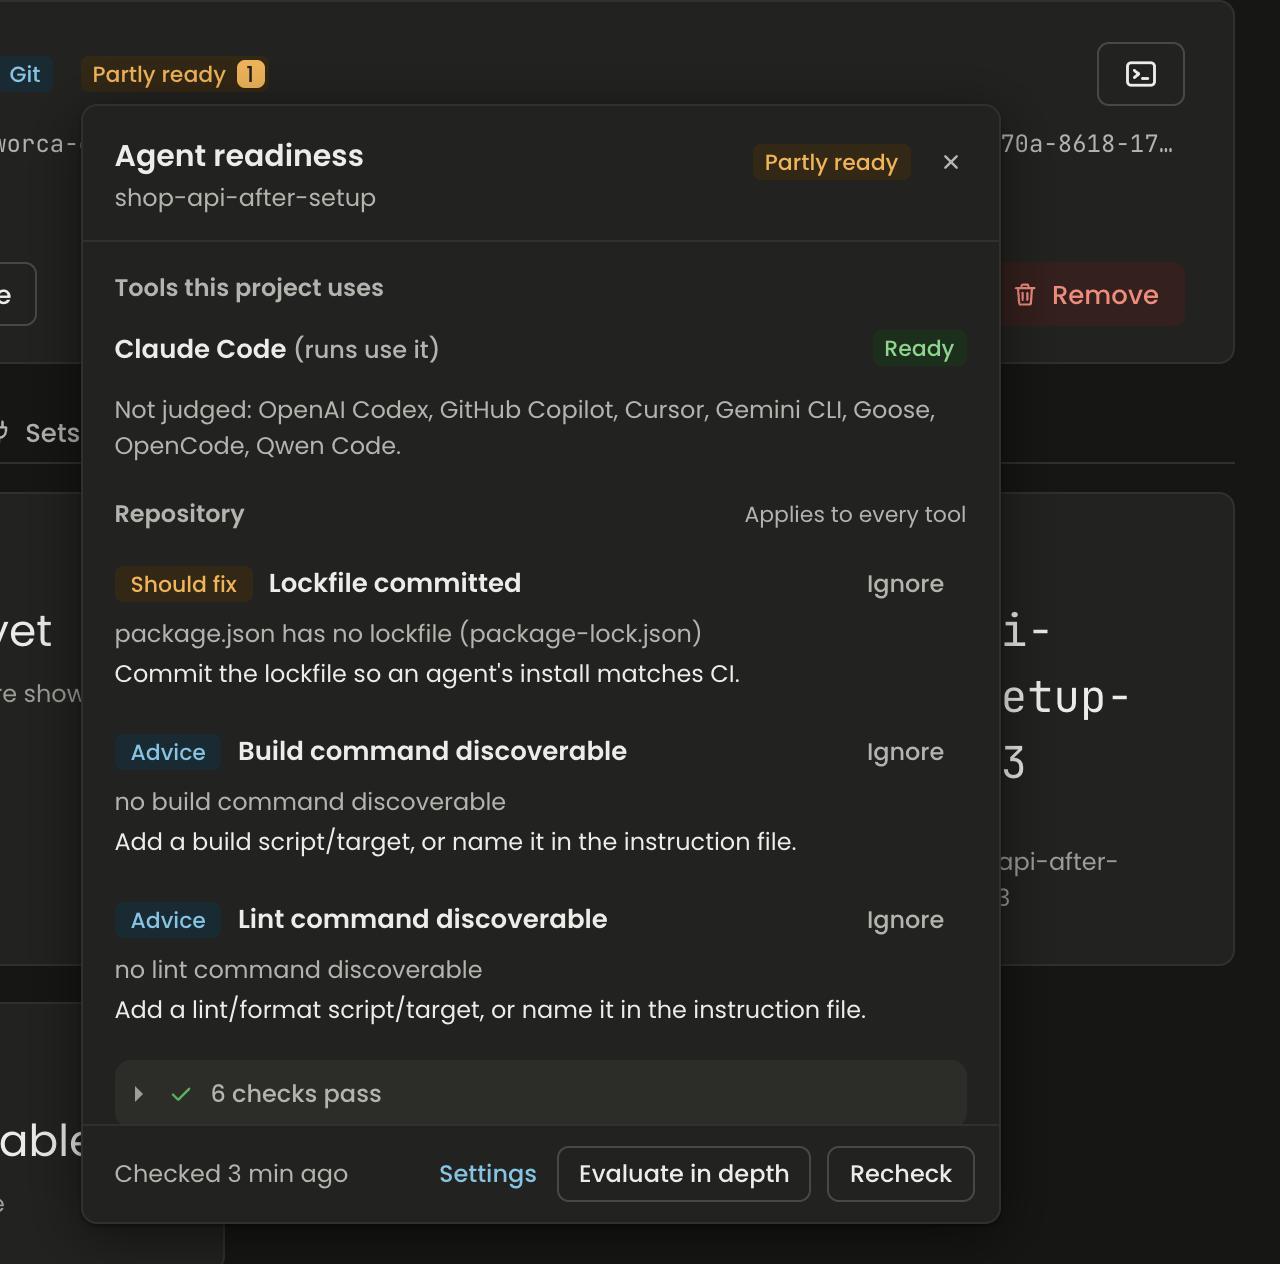 Git
Partly ready 1
Agent readiness
Partly ready
shop-api-after-setup
70a-8618-17…
Remove
Tools this project uses
Claude Code (runs use it)
Ready
Sets
Not judged: OpenAI Codex, GitHub Copilot, Cursor, Gemini CLI, Goose,
OpenCode, Qwen Code.
Repository
Applies to every tool
Should fix
Lockfile committed
Ignore
package.json has no lockfile (package-lock.json)
Commit the lockfile so an agent's install matches CI.
Advice
Build command discoverable
Ignore
no build command discoverable
Add a build script/target, or name it in the instruction file.
Advice
Lint command discoverable
Ignore
no lint command discoverable
Add a lint/format script/target, or name it in the instruction file.
6 checks pass
Checked 3 min ago
Settings
Evaluate in depth
Recheck